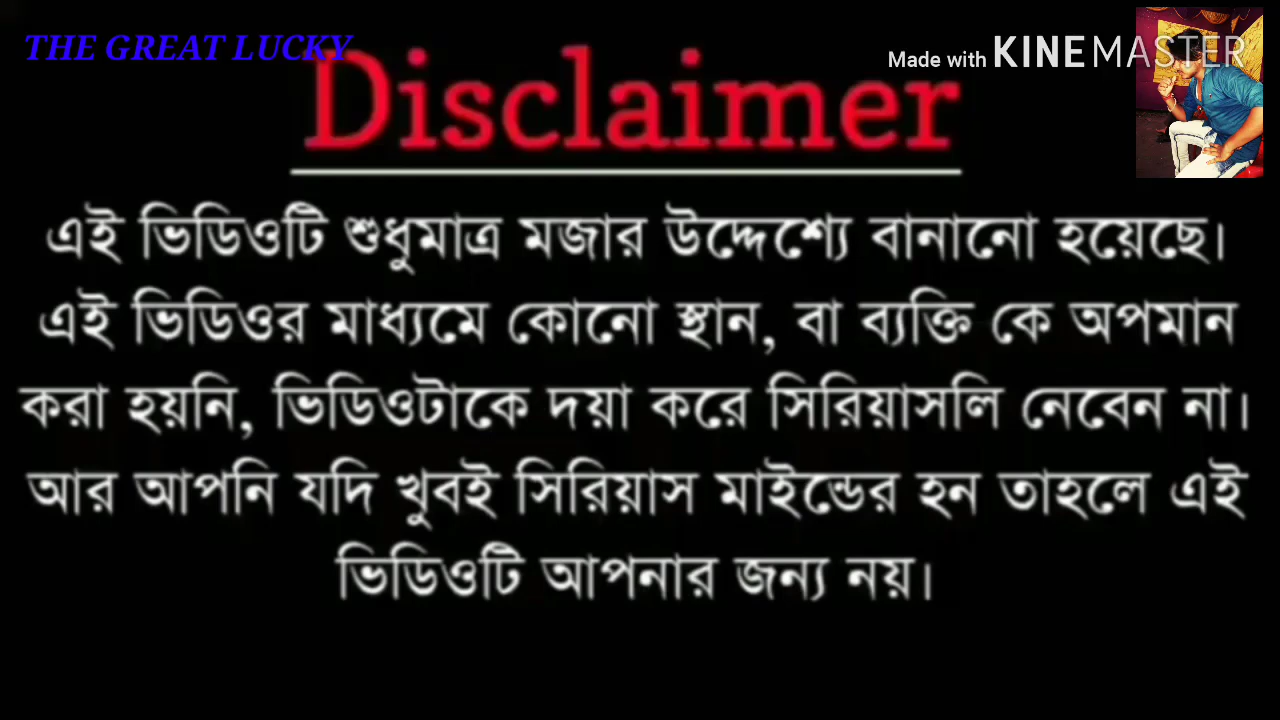 THE GREAT LUCKY
Made with KINEMASTER
Disclaimer
এই ভিডিওটি শুধুমাত্র মজার উদ্দেশ্যে বানানো হয়েছে।
এই ভিডিওর মাধ্যমে কোনো স্থান, বা ব্যক্তি কে অপমান
করা হয়নি, ভিডিওটাকে দয়া করে সিরিয়াসলি নেবেন না।
আর আপনি যদি খুবই সিরিয়াস মাইন্ডের হন তাহলে এই
ভিডিওটি আপনার জন্য নয়।